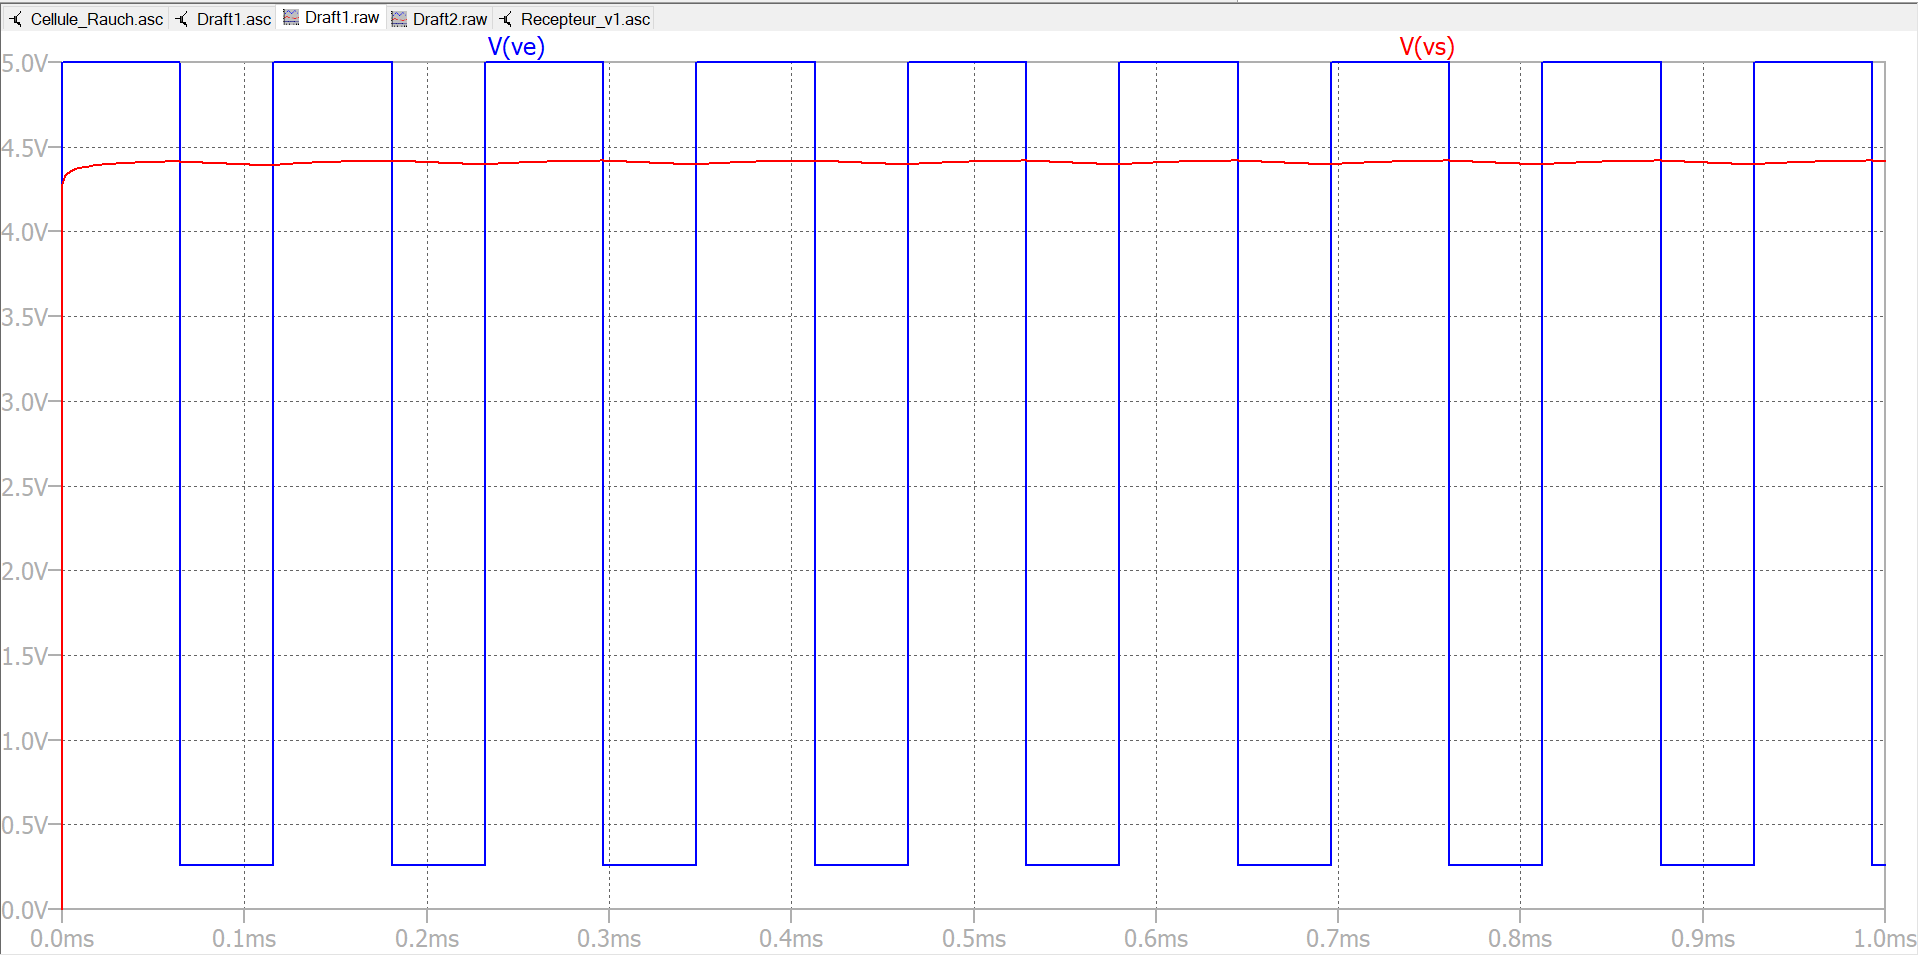 Cellule_Rauch.asc Draft1.asc Draft1.raw Draft2.raw Recepteur_v1.asc
V(ve) V(vs)
5.0V
4.5V
4.0V
3.5V
3.0V
2.5V
2.0V
1.5V
1.0V
0.5V
0.0V
0.0ms 0.1ms 0.2ms 0.3ms 0.4ms 0.5ms 0.6ms 0.7ms 0.8ms 0.9ms 1.0ms